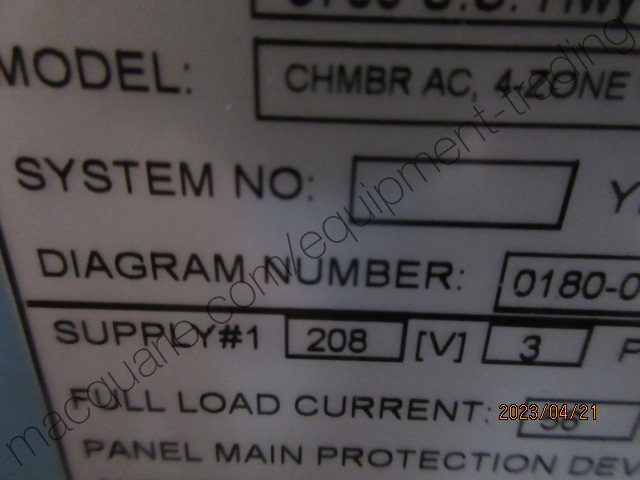 MODEL: CHMBR AC, 4-ZONE
SYSTEM NO:
DIAGRAM NUMBER: 0180-0
SUPPLY#1 208 [V] 3
FULL LOAD CURRENT:
2023/04/21
PANEL MAIN PROTECTION DEV
macquarie.com/equipment-trading